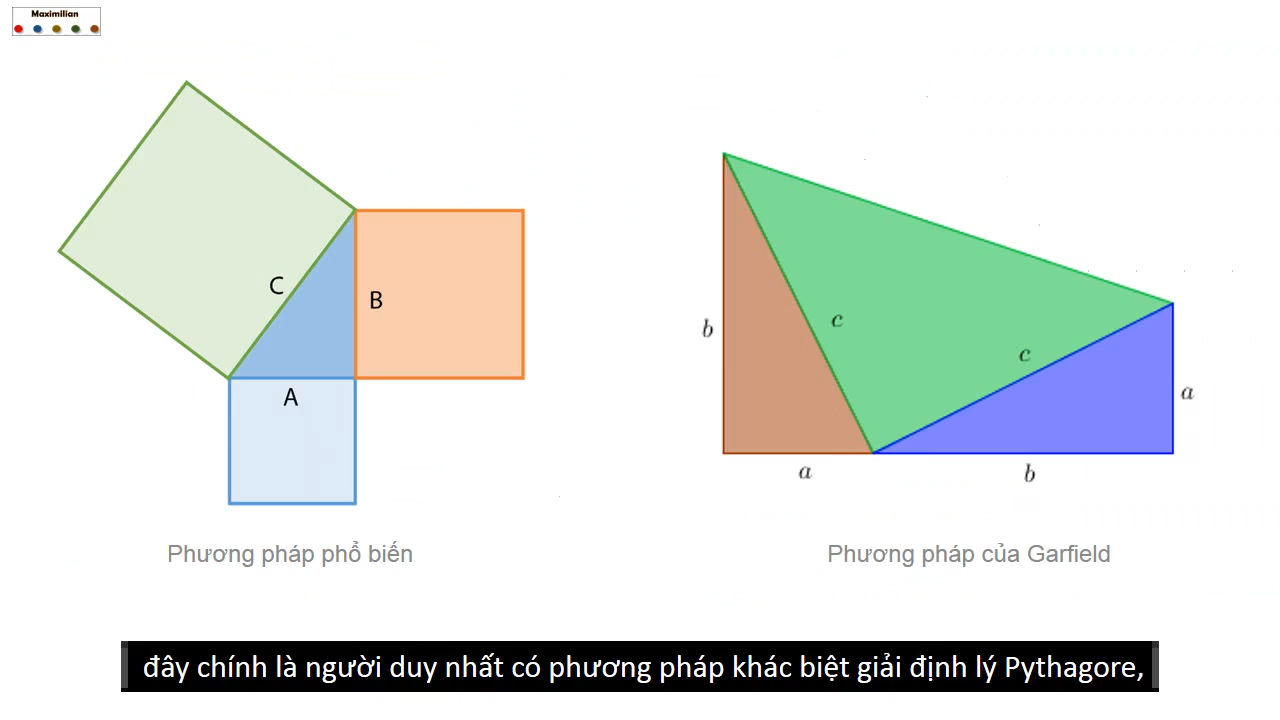 Maximilian
C
B
A
b
c
c
a
a
b
Phương pháp phổ biến
Phương pháp của Garfield
đây chính là người duy nhất có phương pháp khác biệt giải định lý Pythagore,